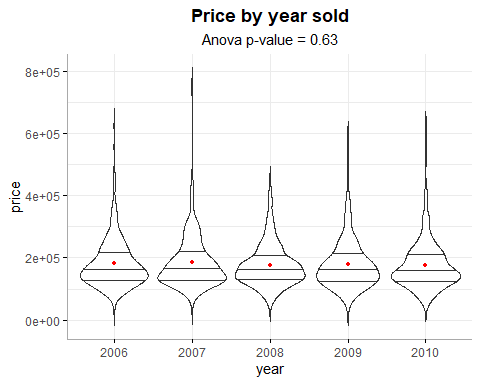 Price by year sold
Anova p-value = 0.63
8e+05
6e+05
4e+05
2e+05
0e+00
price
2006 2007 2008 2009 2010
year